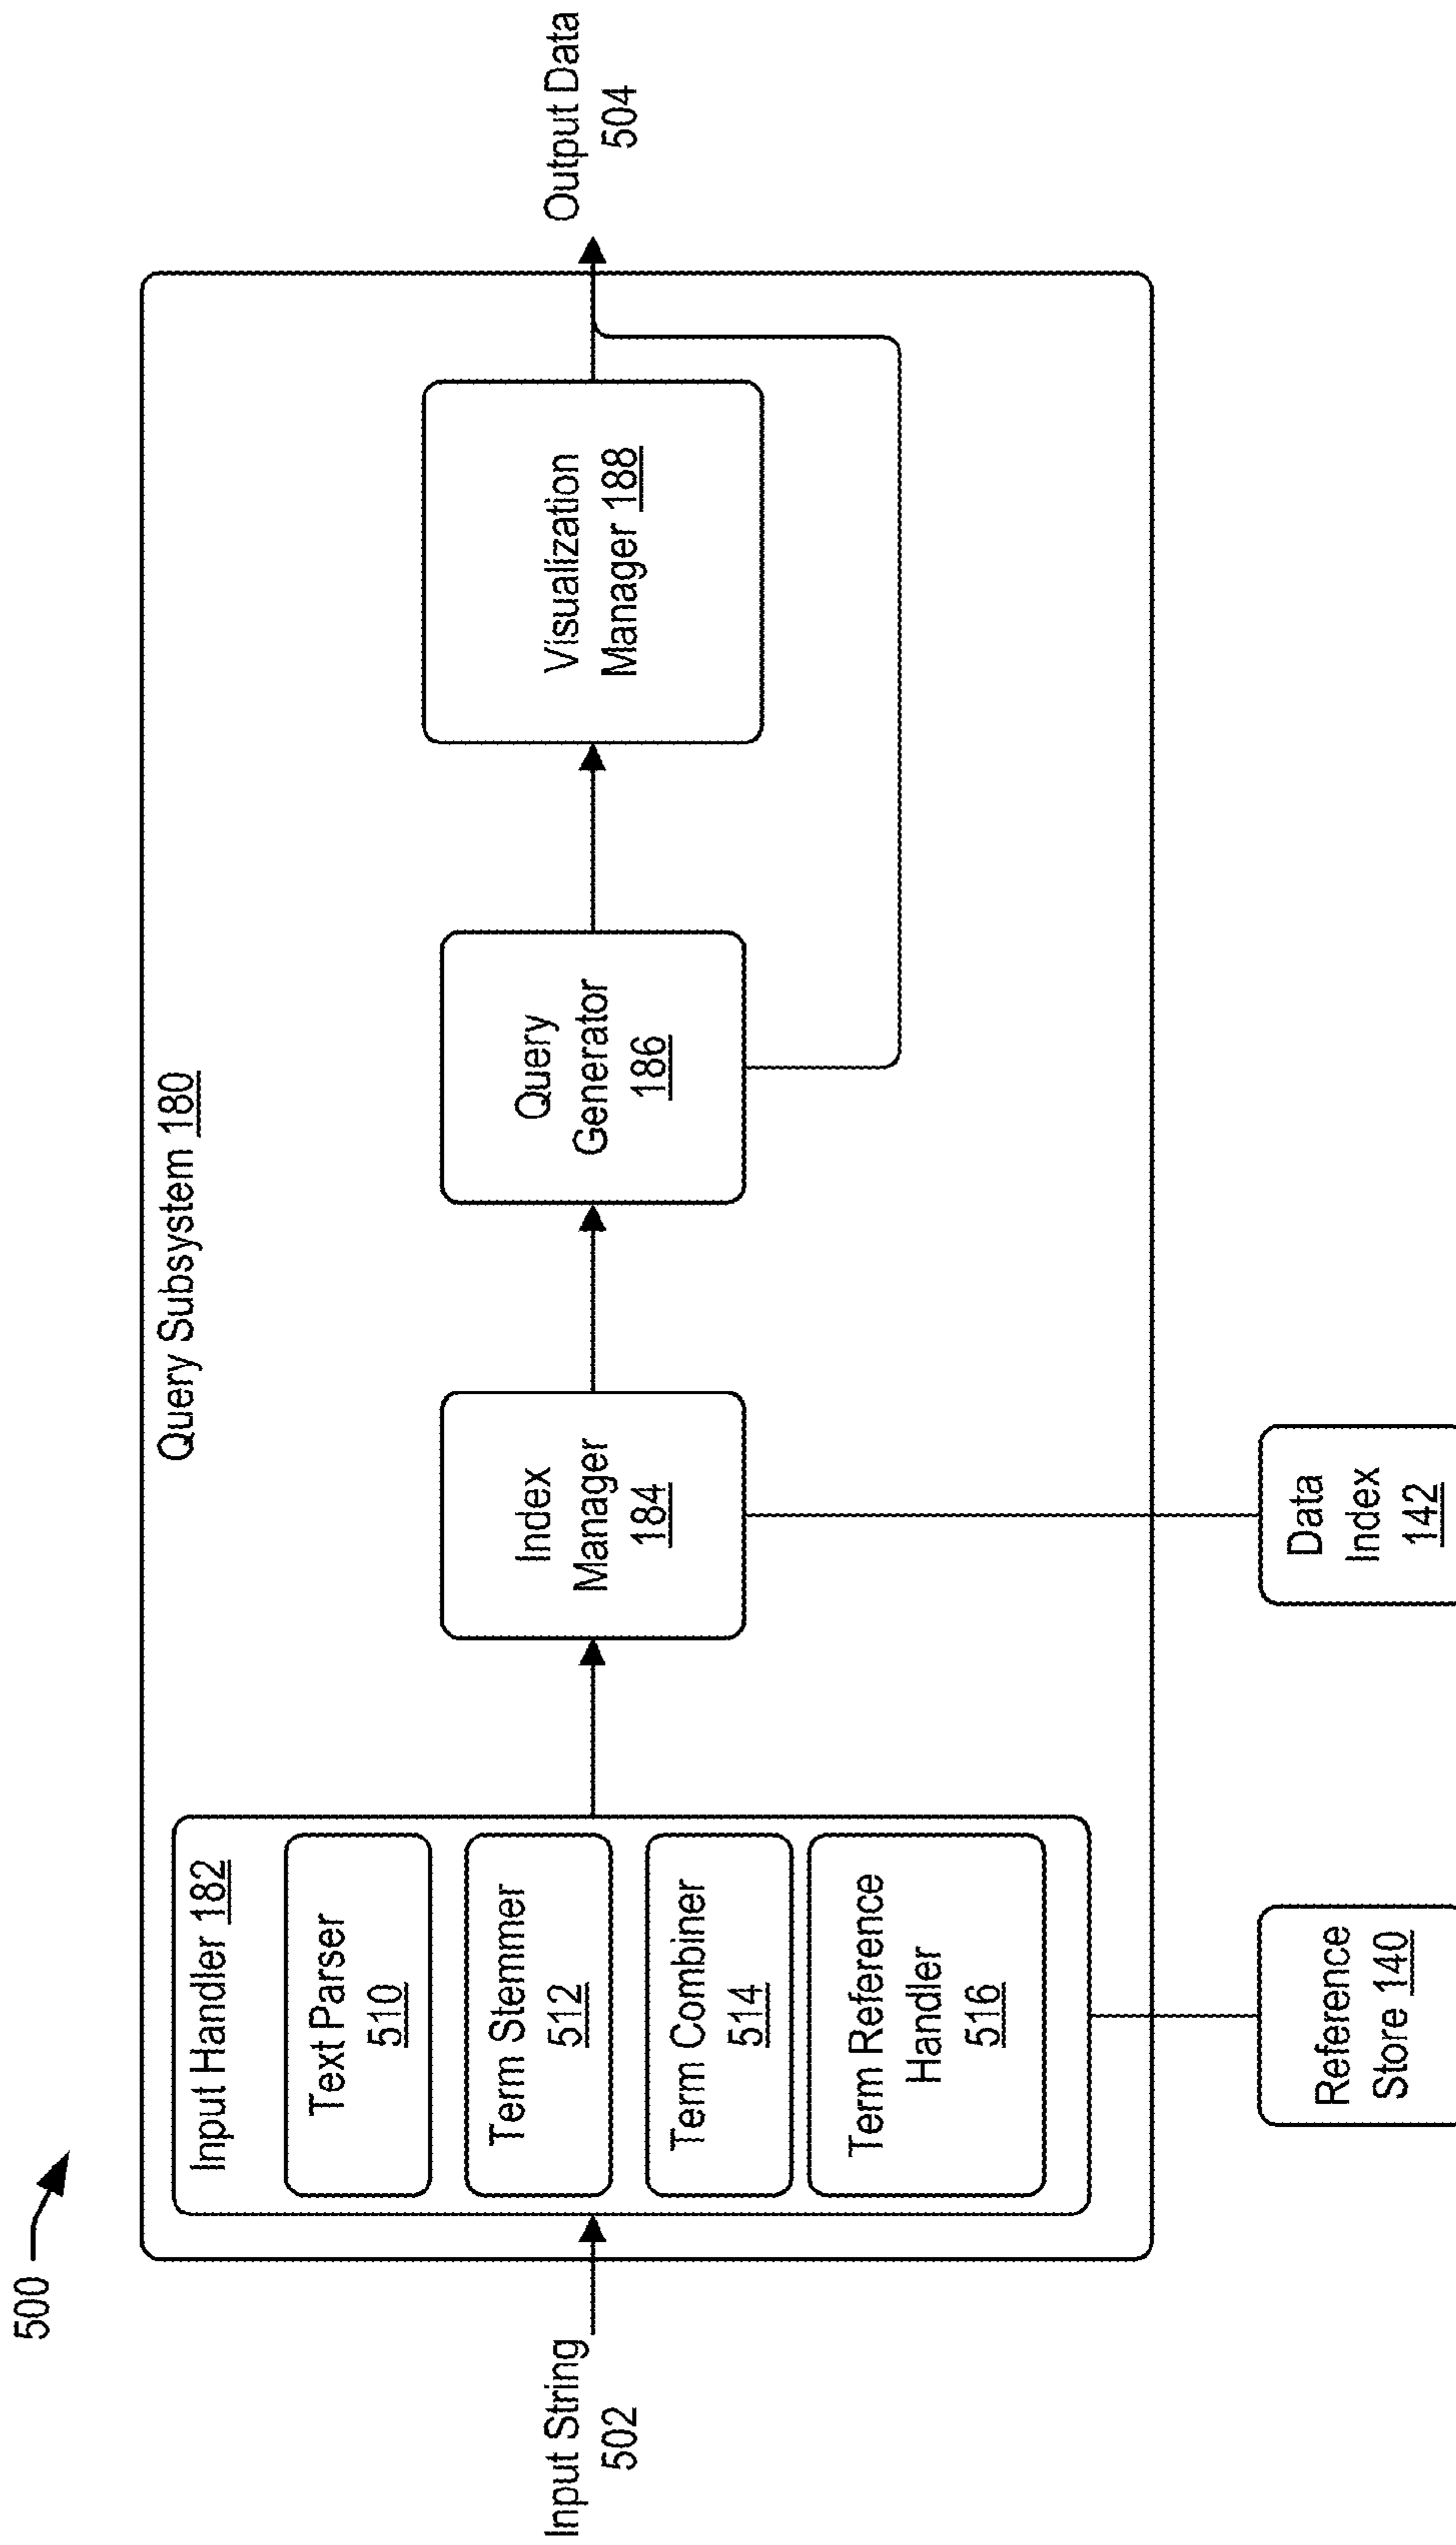 500
Query Subsystem 180
Input String
502
Input Handler 182
Text Parser
510
Term Stemmer
512
Term Combiner
514
Term Reference
Handler
516
Index
Manager
184
Query
Generator
186
Visualization
Manager 188
Output Data
504
Reference
Store 140
Data
Index
142